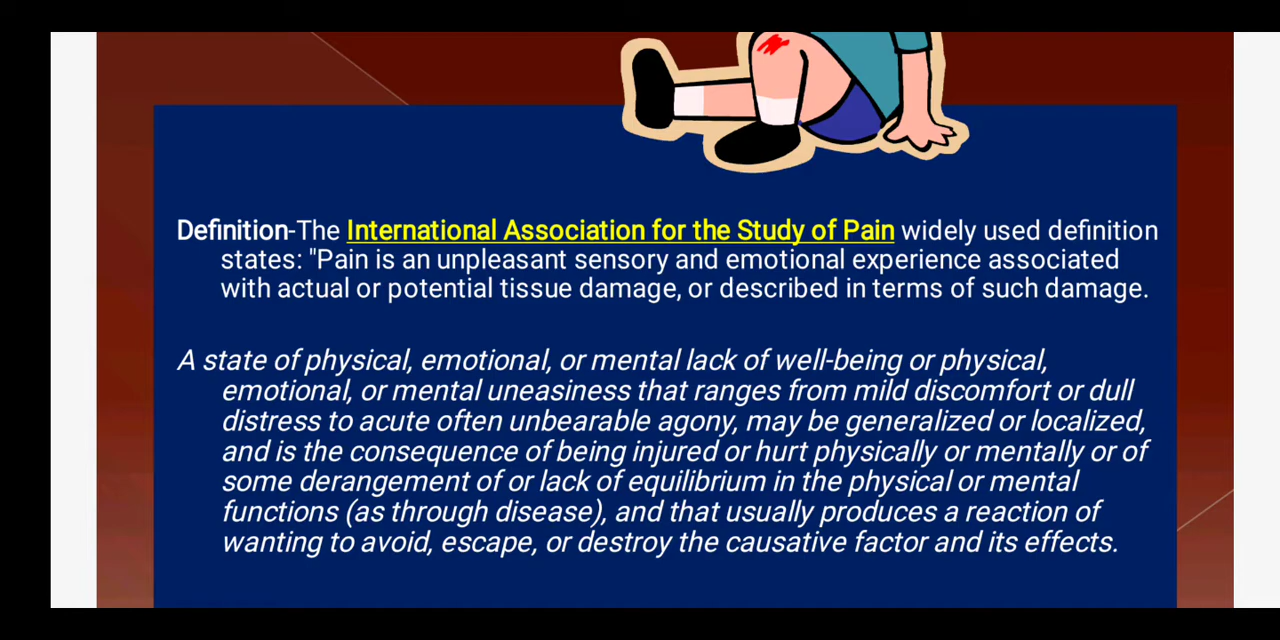 Definition-The International Association for the Study of Pain widely used definition
states: "Pain is an unpleasant sensory and emotional experience associated
with actual or potential tissue damage, or described in terms of such damage.
A state of physical, emotional, or mental lack of well-being or physical,
emotional, or mental uneasiness that ranges from mild discomfort or dull
distress to acute often unbearable agony, may be generalized or localized,
and is the consequence of being injured or hurt physically or mentally or of
some derangement of or lack of equilibrium in the physical or mental
functions (as through disease), and that usually produces a reaction of
wanting to avoid, escape, or destroy the causative factor and its effects.